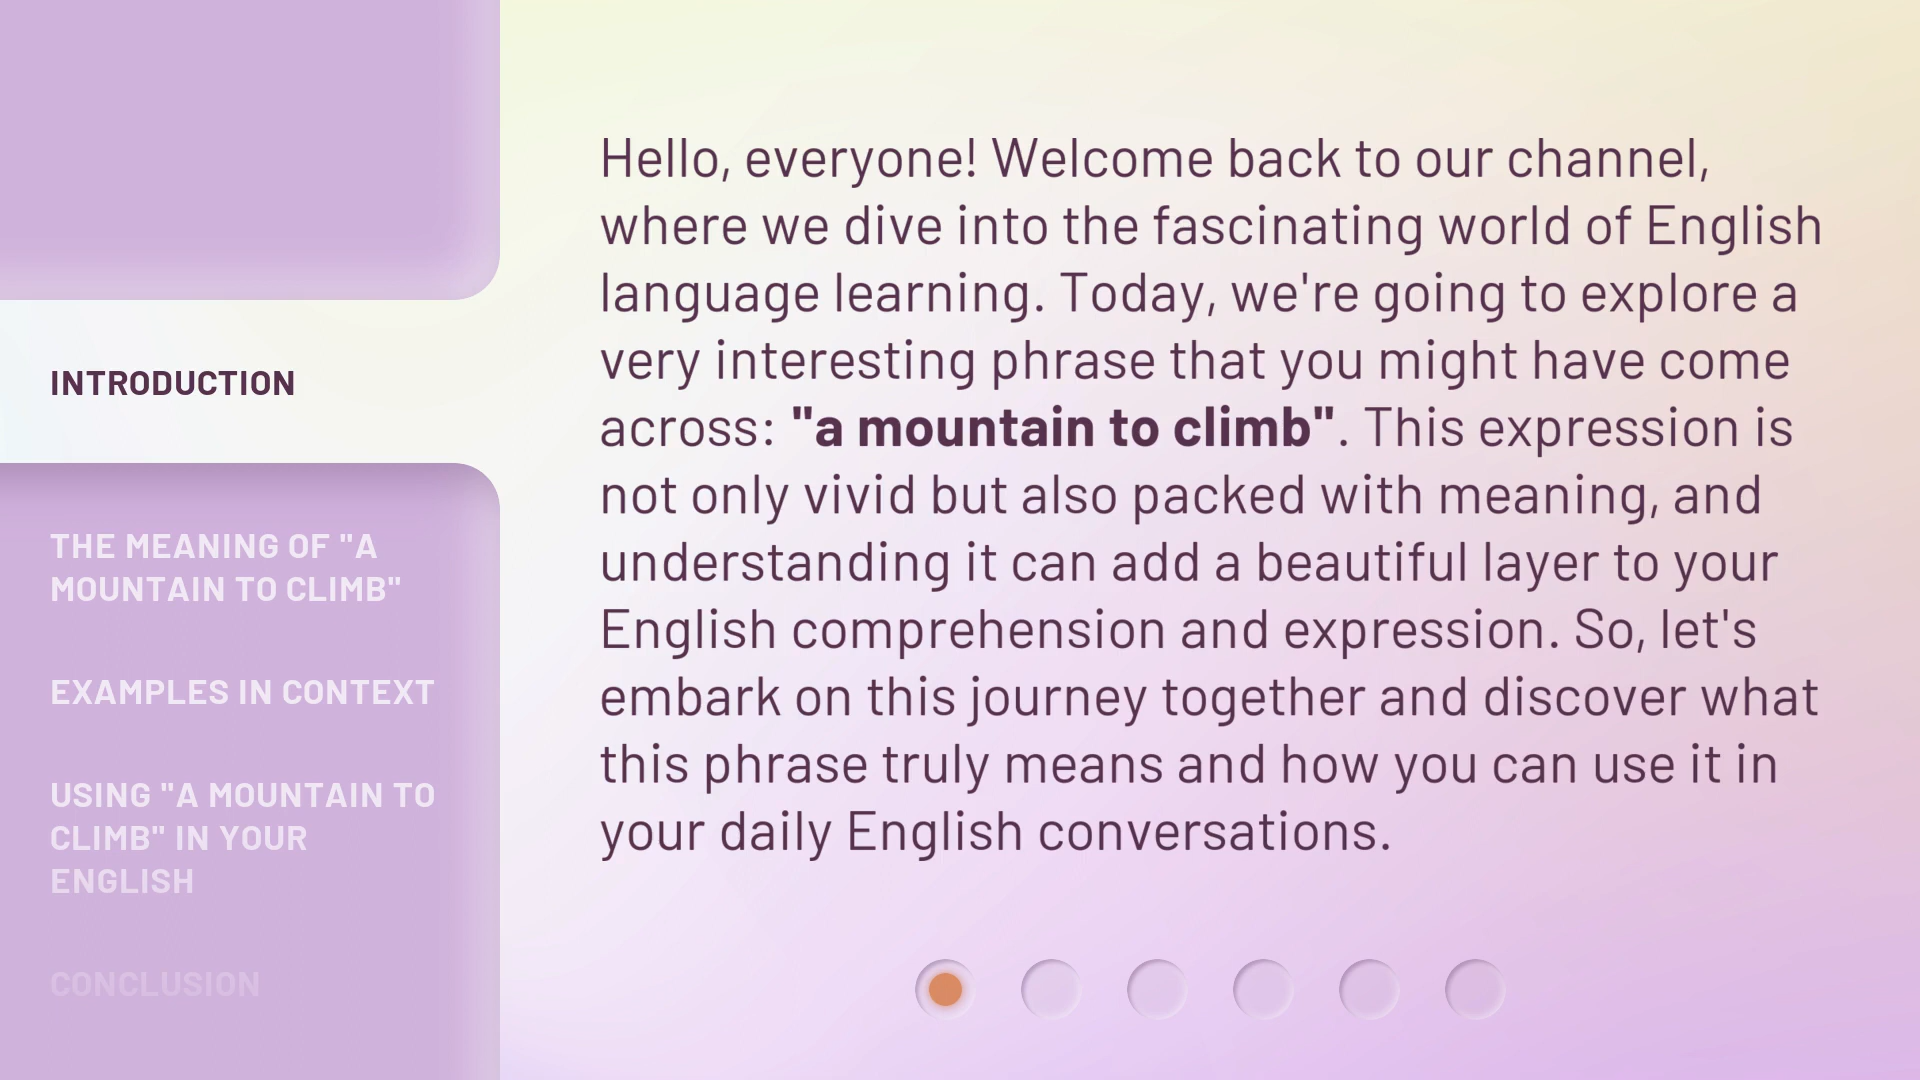 INTRODUCTION
THE MEANING OF "A
MOUNTAIN TO CLIMB"
EXAMPLES IN CONTEXT
USING "A MOUNTAIN TO
CLIMB" IN YOUR
ENGLISH
CONCLUSION
Hello, everyone! Welcome back to our channel,
where we dive into the fascinating world of English
language learning. Today, we're going to explore a
very interesting phrase that you might have come
across: "a mountain to climb". This expression is
not only vivid but also packed with meaning, and
understanding it can add a beautiful layer to your
English comprehension and expression. So, let's
embark on this journey together and discover what
this phrase truly means and how you can use it in
your daily English conversations.